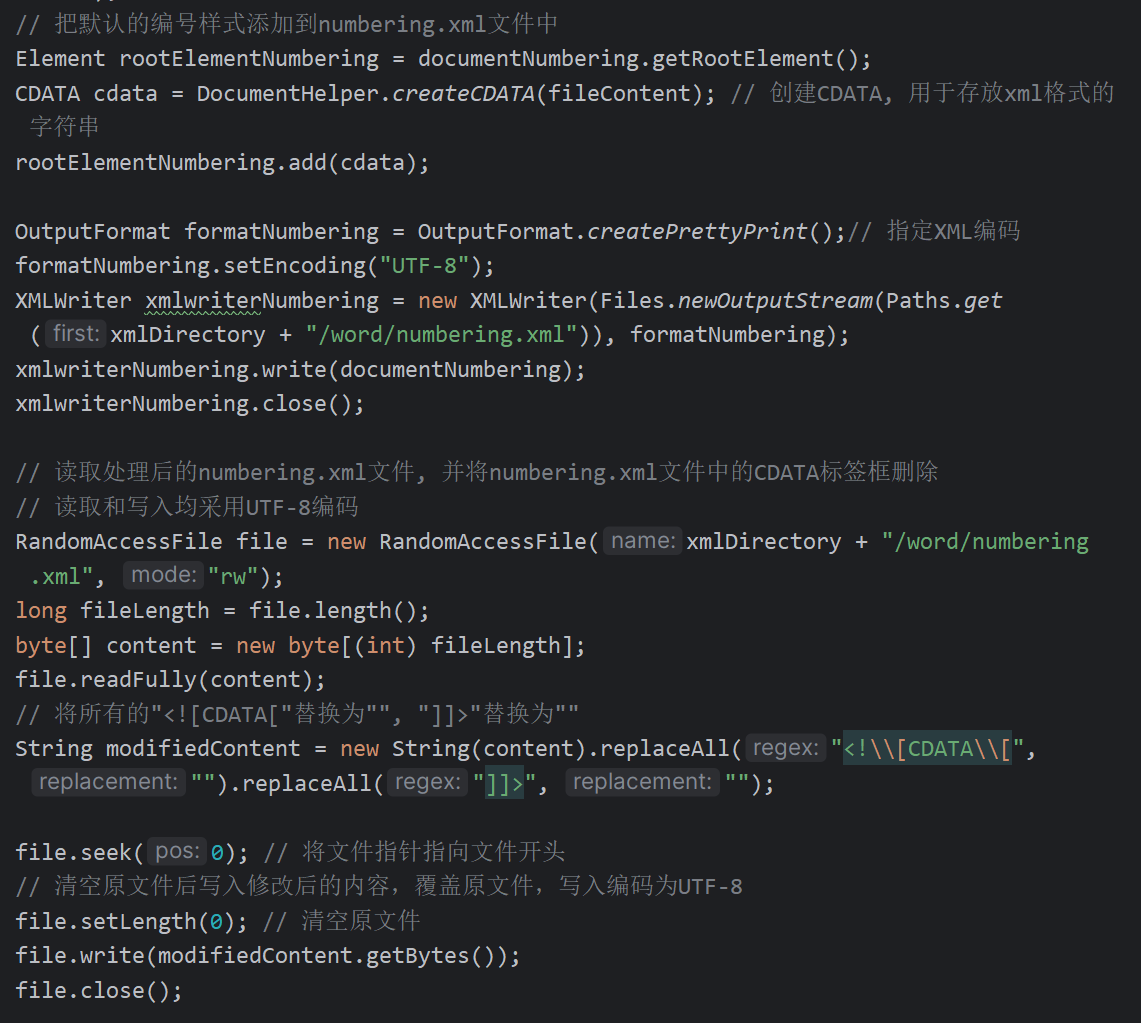 // 把默认的编号样式添加到numbering.xml文件中
Element rootElementNumbering = documentNumbering.getRootElement();
CDATA cdata = DocumentHelper.createCDATA(fileContent); // 创建CDATA, 用于存放xml格式的
字符串
rootElementNumbering.add(cdata);
OutputFormat formatNumbering = OutputFormat.createPrettyPrint();// 指定XML编码
formatNumbering.setEncoding("UTF-8");
XMLWriter xmlwriterNumbering = new XMLWriter(Files.newOutputStream(Paths.get
( first: xmlDirectory + "/word/numbering.xml")), formatNumbering);
xmlwriterNumbering.write(documentNumbering);
xmlwriterNumbering.close();
// 读取处理后的numbering.xml文件, 并将numbering.xml文件中的CDATA标签框删除
// 读取和写入均采用UTF-8编码
RandomAccessFile file = new RandomAccessFile( name: xmlDirectory + "/word/numbering
.xml", mode: "rw");
long fileLength = file.length();
byte[] content = new byte[(int) fileLength];
file.readFully(content);
// 将所有的"<![CDATA["替换为"", "]]>"替换为""
String modifiedContent = new String(content).replaceAll( regex: "<!\\[CDATA\\[",
replacement: "").replaceAll( regex: "]]>", replacement: "");
file.seek( pos: 0); // 将文件指针指向文件开头
// 清空原文件后写入修改后的内容，覆盖原文件，写入编码为UTF-8
file.setLength(0); // 清空原文件
file.write(modifiedContent.getBytes());
file.close();